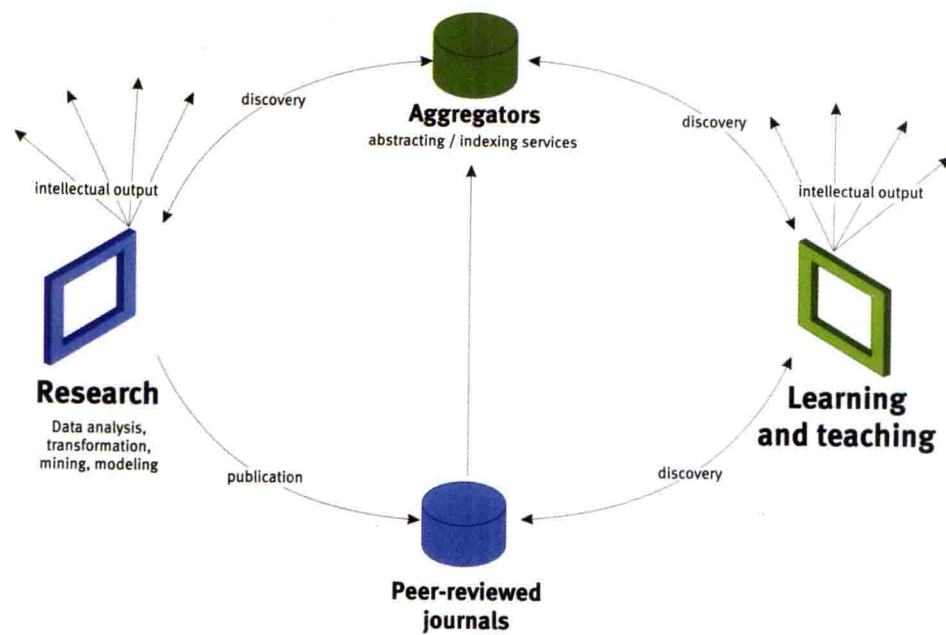 discovery
Aggregators
abstracting / indexing services
discovery
intellectual output
intellectual output
Research
Data analysis,
transformation,
mining, modeling
Learning
and teaching
publication
discovery
Peer-reviewed
journals